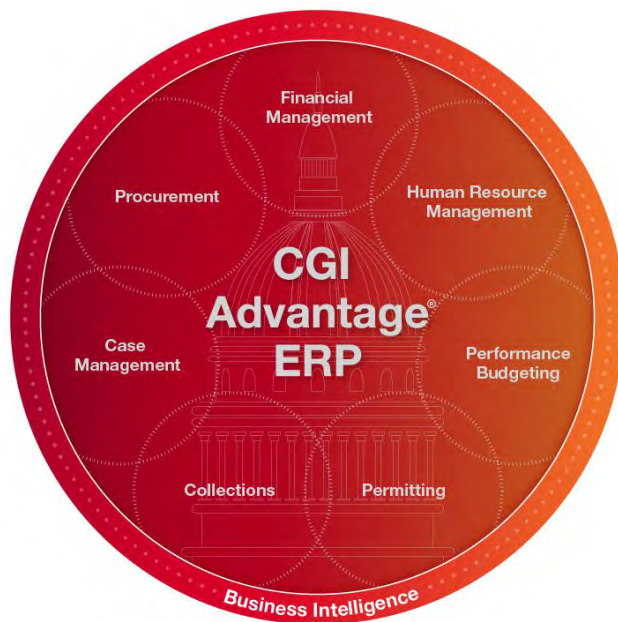 Financial
Management
Procurement
Human Resource
Management
CGI
Advantage®
ERP
Case
Management
Performance
Budgeting
Collections
Permitting
Business Intelligence